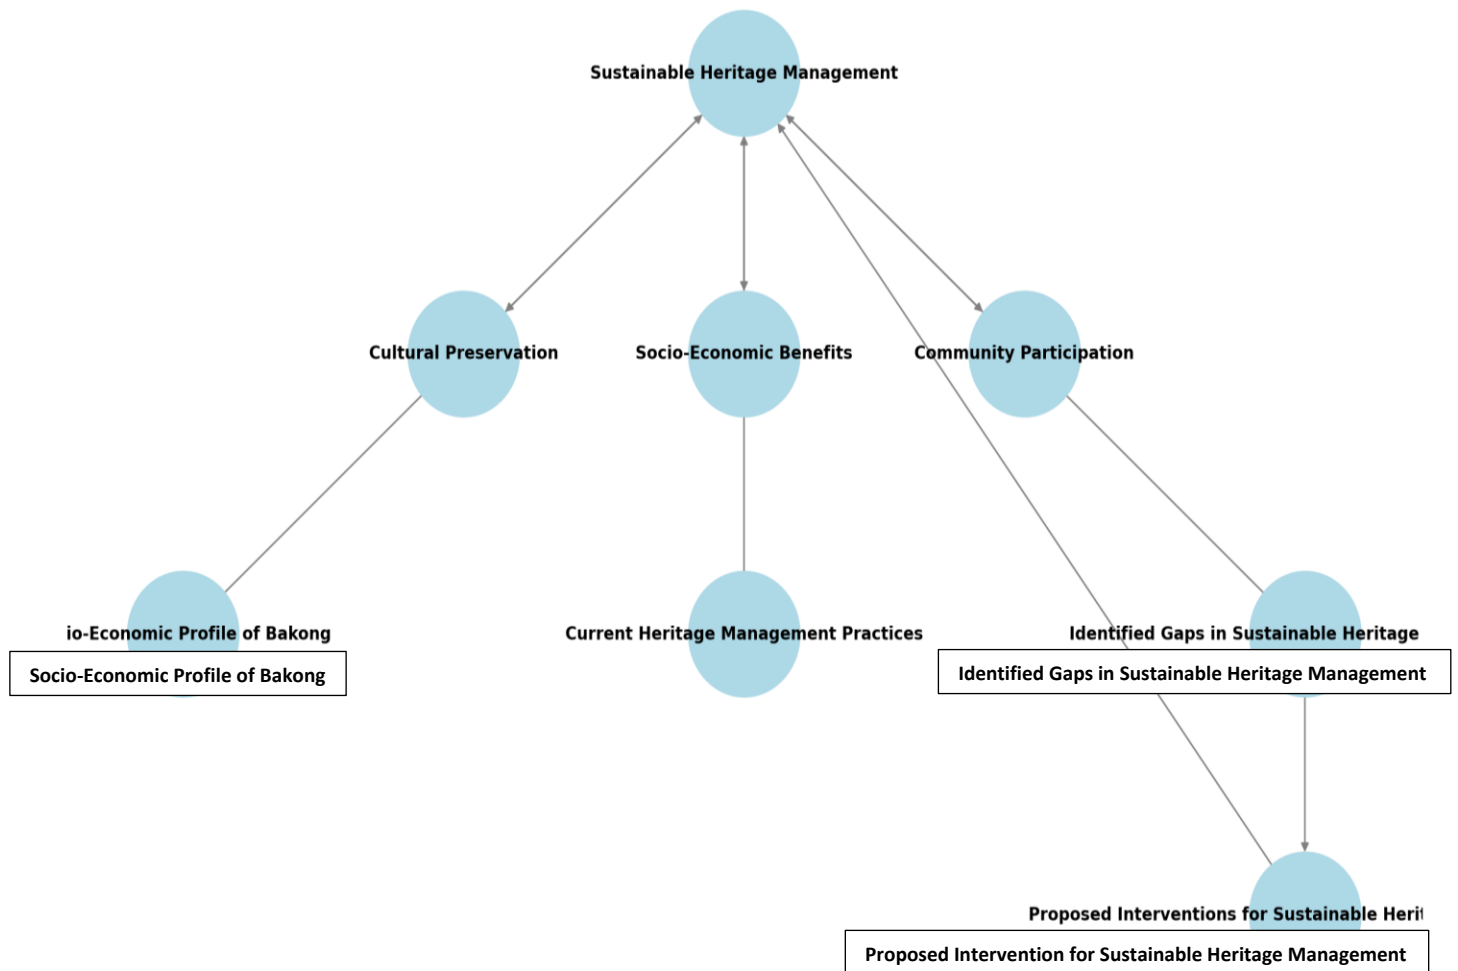 Sustainable Heritage Management
Cultural Preservation
Socio-Economic Benefits
Community Participation
io-Economic Profile of Bakong
Socio-Economic Profile of Bakong
Current Heritage Management Practices
Identified Gaps in Sustainable Heritage
Identified Gaps in Sustainable Heritage Management
Proposed Interventions for Sustainable Herit
Proposed Intervention for Sustainable Heritage Management